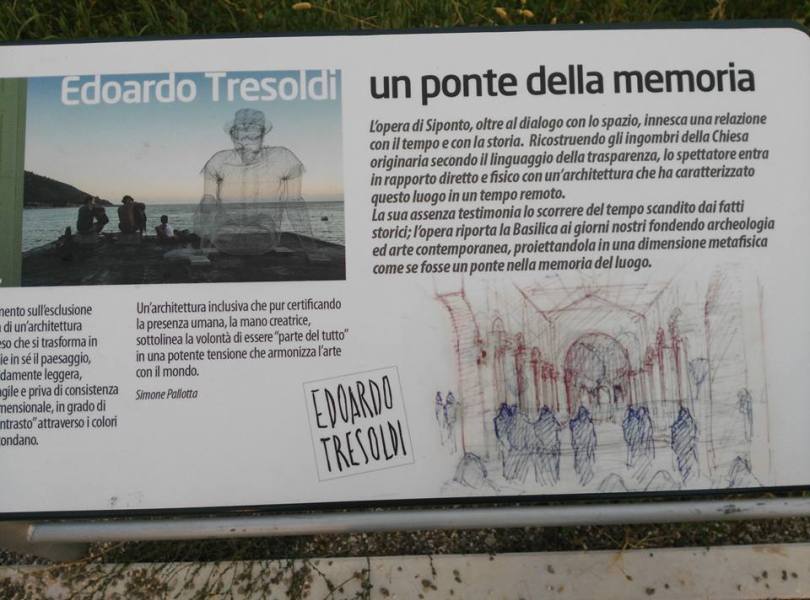 Edoardo Tresoldi
un ponte della memoria
L'opera di Siponto, oltre al dialogo con lo spazio, innesca una relazione
con il tempo e con la storia. Ricostruendo gli ingombri della Chiesa
originaria secondo il linguaggio della trasparenza, lo spettatore entra
in rapporto diretto e fisico con un'architettura che ha caratterizzato
questo luogo in un tempo remoto.
La sua assenza testimonia lo scorrere del tempo scandito dai fatti
storici; l'opera riporta la Basilica ai giorni nostri fondendo archeologia
ed arte contemporanea, proiettandola in una dimensione metafisica
come se fosse un ponte nella memoria del luogo.
mento sull'esclusione
di un'architettura
eso che si trasforma in
ie in sé il paesaggio,
damente leggera,
agile e priva di consistenza
mensionale, in grado di
ntrasto" attraverso i colori
ondano.
Un'architettura inclusiva che pur certificando
la presenza umana, la mano creatrice,
sottolinea la volontà di essere "parte del tutto"
in una potente tensione che armonizza l'arte
con il mondo.
Simone Pallotta
EDOARDO
TRESOLDI